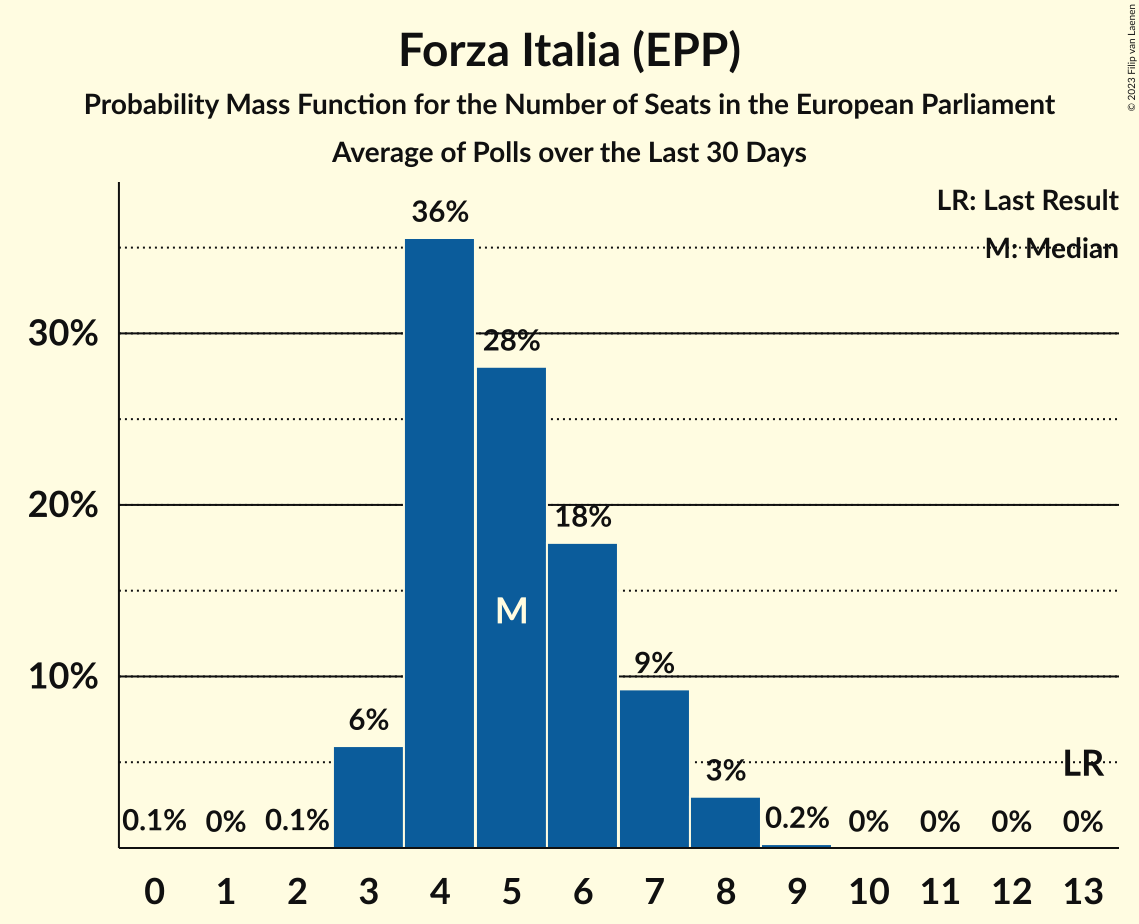 Forza Italia (EPP)
Probability Mass Function for the Number of Seats in the European Parliament
Average of Polls over the Last 30 Days
© 2023 Filip van Laenen
LR: Last Result
M: Median
36%
30%
28%
20%
18%
M
10%
9%
6%
LR
3%
0.1% 0% 0.1% 0.2% 0% 0% 0% 0%
0 1 2 3 4 5 6 7 8 9 10 11 12 13